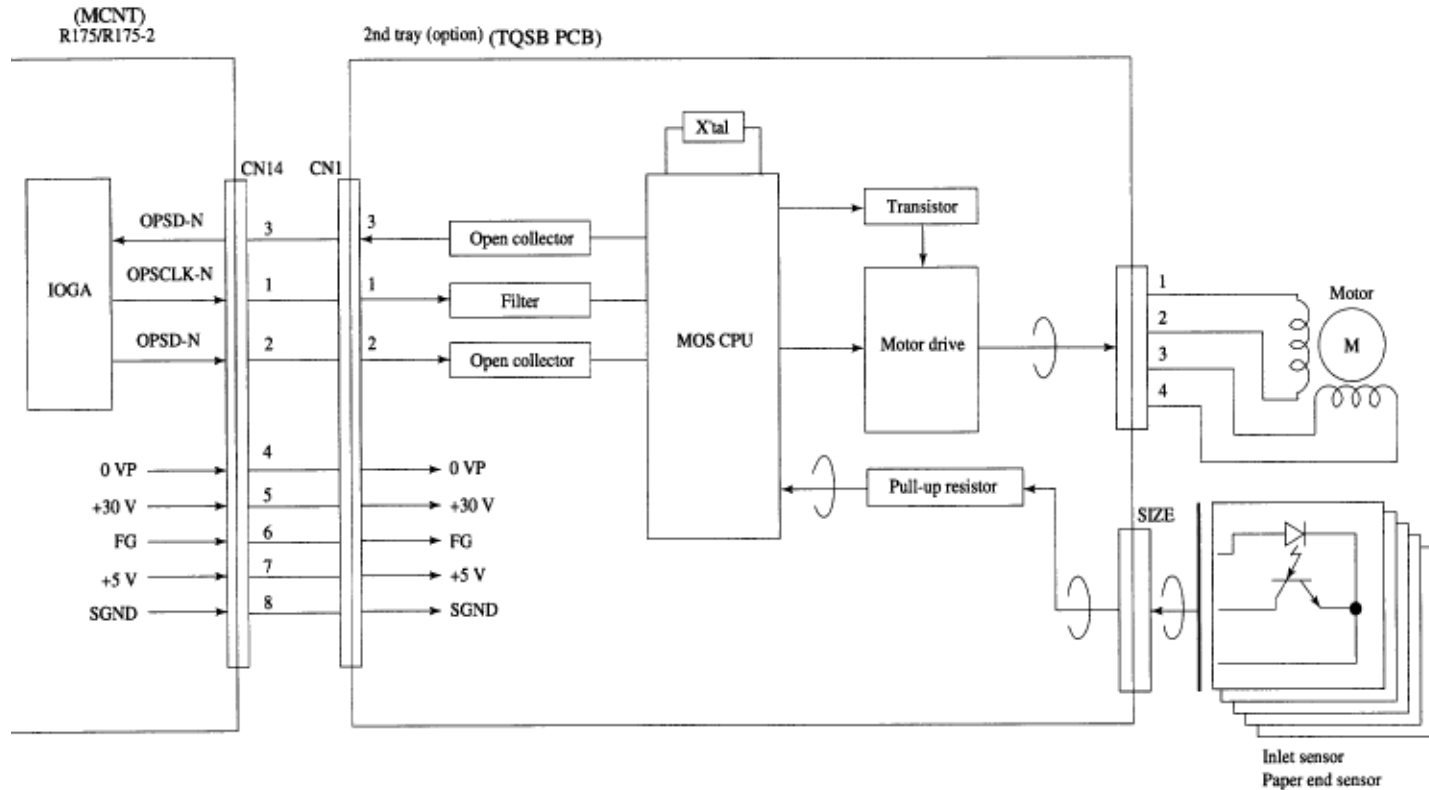 (MCNT)
R175/R175-2
2nd tray (option) (TQSB PCB)
X'tal
CN14
CN1
Transistor
OPSD-N
3
3
Open collector
IOGA
OPSCLK-N
1
1
Filter
MOS CPU
Motor drive
OPSD-N
2
2
Open collector
1
2
3
4
Motor
M
0 VP
4
0 VP
+30 V
5
+30 V
FG
6
FG
+5 V
7
+5 V
SGND
8
SGND
Pull-up resistor
SIZE
Inlet sensor
Paper end sensor